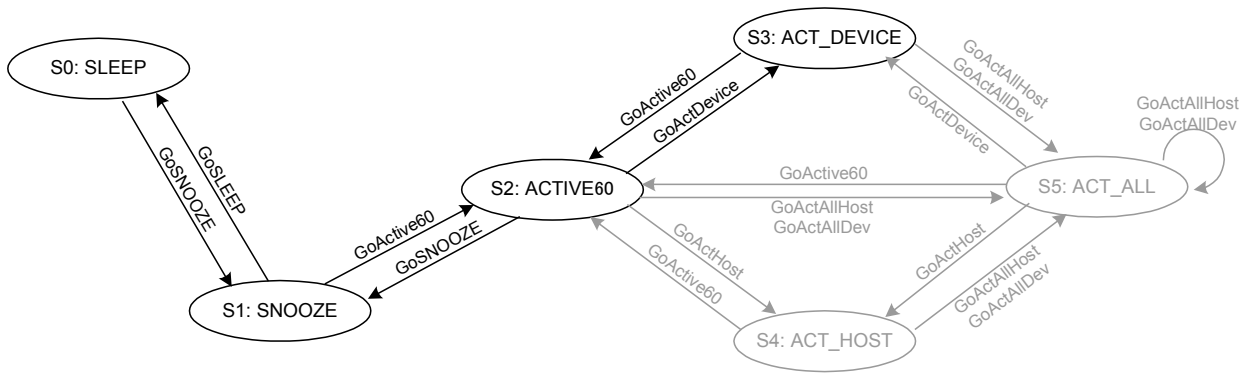 S3: ACT_DEVICE
S0: SLEEP
GoActAllHost
GoActAllDev
GoActive60
GoActDevice
GoActDevice
GoActAllHost
GoActAllDev
GoSLEEP
GoSNOOZE
GoActive60
S2: ACTIVE60
S5: ACT_ALL
GoActAllHost
GoActAllDev
GoActive60
GoSNOOZE
GoActHost
GoActive60
GoActHost
GoActAllHost
GoActAllDev
S1: SNOOZE
S4: ACT_HOST